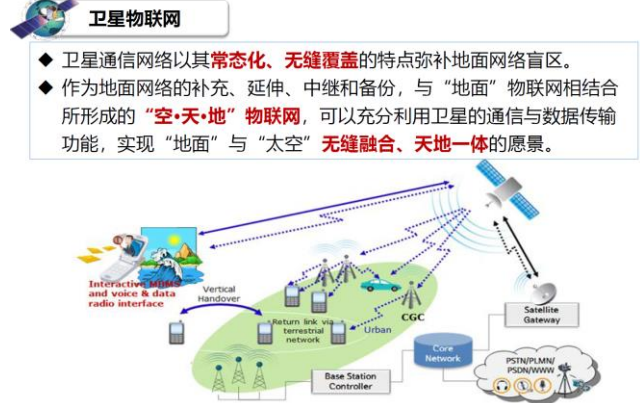 卫星物联网
◆ 卫星通信网络以其常态化、无缝覆盖的特点弥补地面网络盲区。
◆ 作为地面网络的补充、延伸、中继和备份，与“地面”物联网相结合
所形成的“空·天·地”物联网，可以充分利用卫星的通信与数据传输
功能，实现“地面”与“太空”无缝融合、天地一体的愿景。
Interactive
and voice & data
radio interface
Vertical
Handover
Return link via
terrestrial
network
Urban
CGC
Satellite
Gateway
Core
Network
Base Station
Controller
PSTN/PLMN/
PSDN/WWW